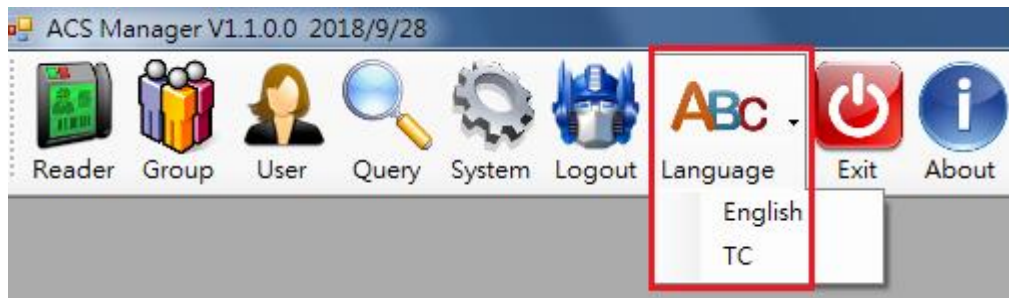 ACS Manager V1.1.0.0 2018/9/28
ABC
Reader Group User Query System Logout Language Exit About
English
TC